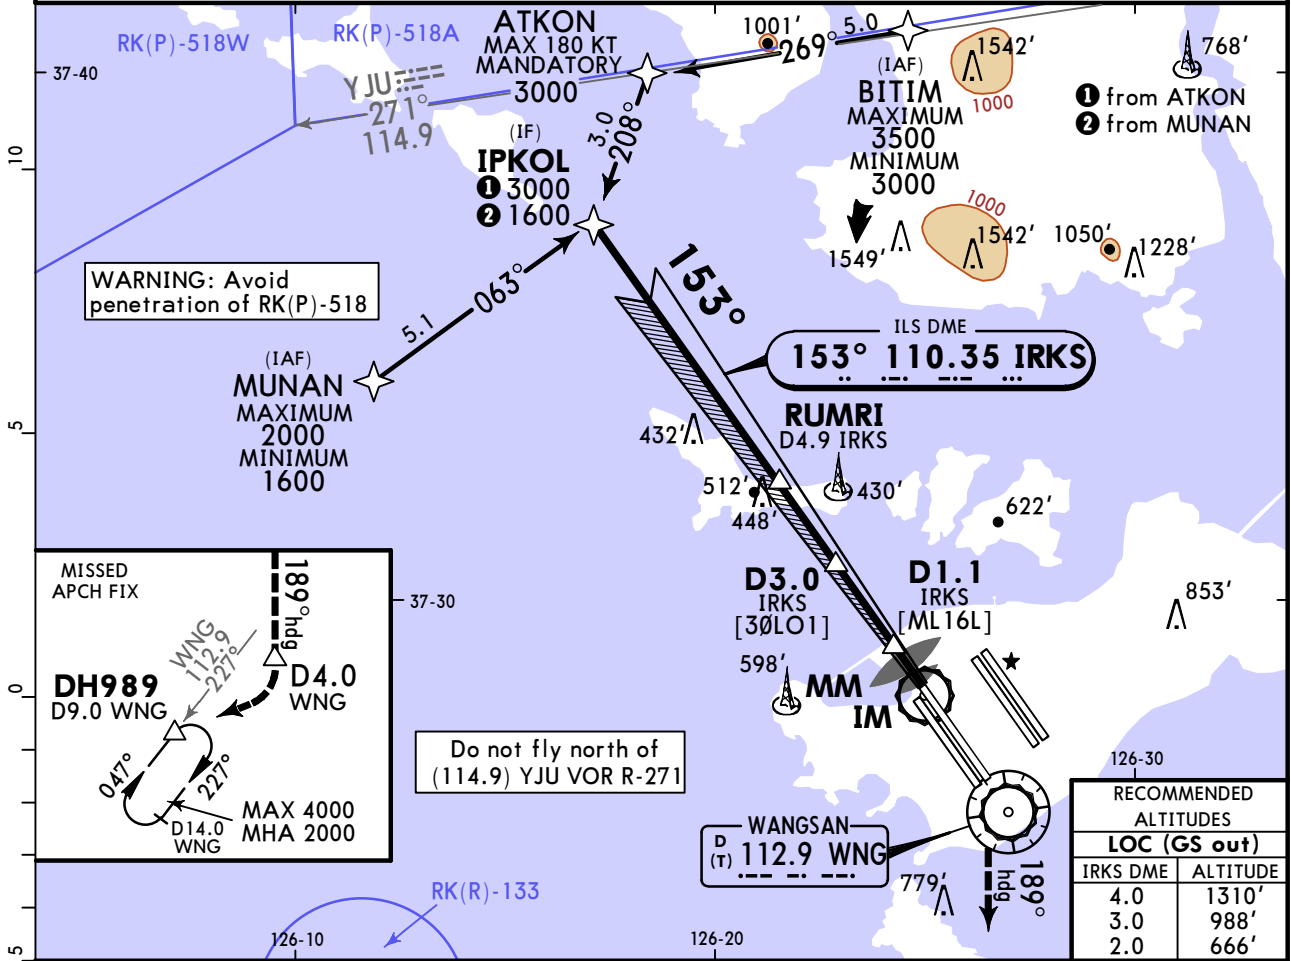 RK(P)-518W
RK(P)-518A
ATKON
MAX 180 KT
MANDATORY
3000
1001'
5.0
269°
(IAF)
BITIM
MAXIMUM
3500
MINIMUM
3000
1542'
1000
768'
1 from ATKON
2 from MUNAN
37-40
YJU
271°
114.9
3.0
208°
(IF)
IPKOL
1 3000
2 1600
10
1000
1542'
1549'
1050'
1228'
WARNING: Avoid
penetration of RK(P)-518
063°
5.1
153°
ILS DME
153° 110.35 IRKS
(IAF)
MUNAN
MAXIMUM
2000
MINIMUM
1600
5
432'
RUMRI
D4.9 IRKS
512'
448'
430'
622'
MISSED
APCH FIX
189° hdg
37-30
D3.0
IRKS
[3ØLO1]
D1.1
IRKS
[ML16L]
853'
WNG
112.9
227°
DH989
D9.0 WNG
D4.0
WNG
598'
MM
IM
0
047°
227°
MAX 4000
MHA 2000
D14.0
WNG
Do not fly north of
(114.9) YJU VOR R-271
126-30
WANGSAN
D
(T) 112.9 WNG
779'
189°
hdg
RK(R)-133
126-10
126-20
5
RECOMMENDED
ALTITUDES
LOC (GS out)
IRKS DME ALTITUDE
4.0 1310'
3.0 988'
2.0 666'